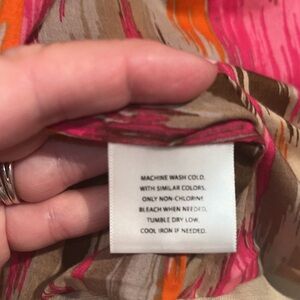 MACHINE WASH COLD,
WITH SIMILAR COLORS,
ONLY NON-CHLORINE
BLEACH WHEN NEEDED,
TUMBLE DRY LOW,
COOL IRON IF NEEDED.